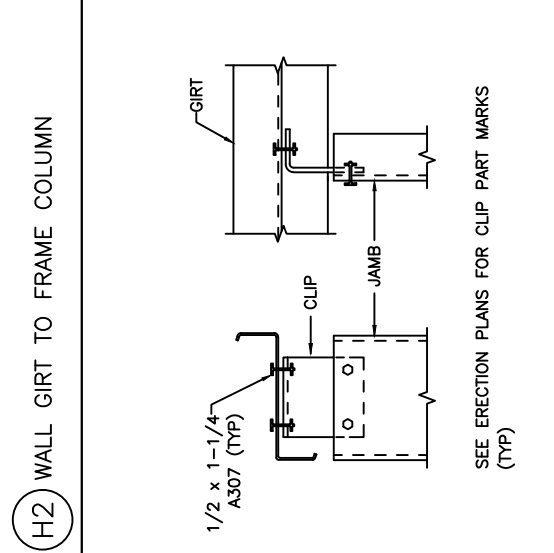 H2 WALL GIRT TO FRAME COLUMN
1/2 x 1-1/4
A307 (TYP)
CLIP
GIRT
JAMB
SEE ERECTION PLANS FOR CLIP PART MARKS
(TYP)